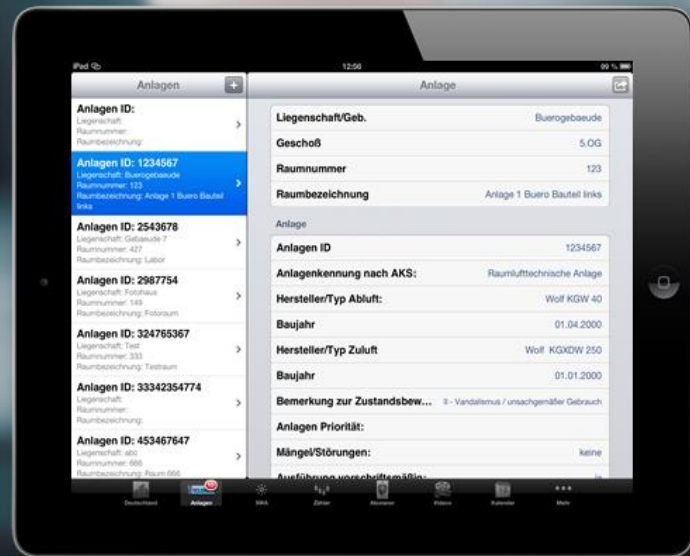 iPad
12:56
99 %
Anlagen
+
Anlage
Anlagen ID:
Liegenschaft:
Raumnummer:
Raumbezeichnung:
Anlagen ID: 1234567
Liegenschaft: Buerogebaeude
Raumnummer: 123
Raumbezeichnung: Anlage 1 Buero Bauteil
links
Anlagen ID: 2543678
Liegenschaft: Gebaeude 7
Raumnummer: 427
Raumbezeichnung: Labor
Anlagen ID: 2987754
Liegenschaft: Fotohaus
Raumnummer: 149
Raumbezeichnung: Fotoraum
Anlagen ID: 324765367
Liegenschaft: Test
Raumnummer: 333
Raumbezeichnung: Testraum
Anlagen ID: 33342354774
Liegenschaft:
Raumnummer:
Raumbezeichnung:
Anlagen ID: 453467647
Liegenschaft: abc
Raumnummer: 666
Raumbezeichnung: Raum 666
Liegenschaft/Geb. Buerogebaeude
Geschoß 5.OG
Raumnummer 123
Raumbezeichnung Anlage 1 Buero Bauteil links
Anlage
Anlagen ID 1234567
Anlagenkennung nach AKS: Raumlufttechnische Anlage
Hersteller/Typ Abluft: Wolf KGW 40
Baujahr 01.04.2000
Hersteller/Typ Zuluft Wolf KGXDW 250
Baujahr 01.01.2000
Bemerkung zur Zustandsbew... II - Vandalismus / unsachgemäßer Gebrauch
Anlagen Priorität:
Mängel/Störungen: keine
Ausführung vorschriftsmäßig: ja
Deutschland Anlagen SWA Zähler Abonnieren Videos Kalender Mehr